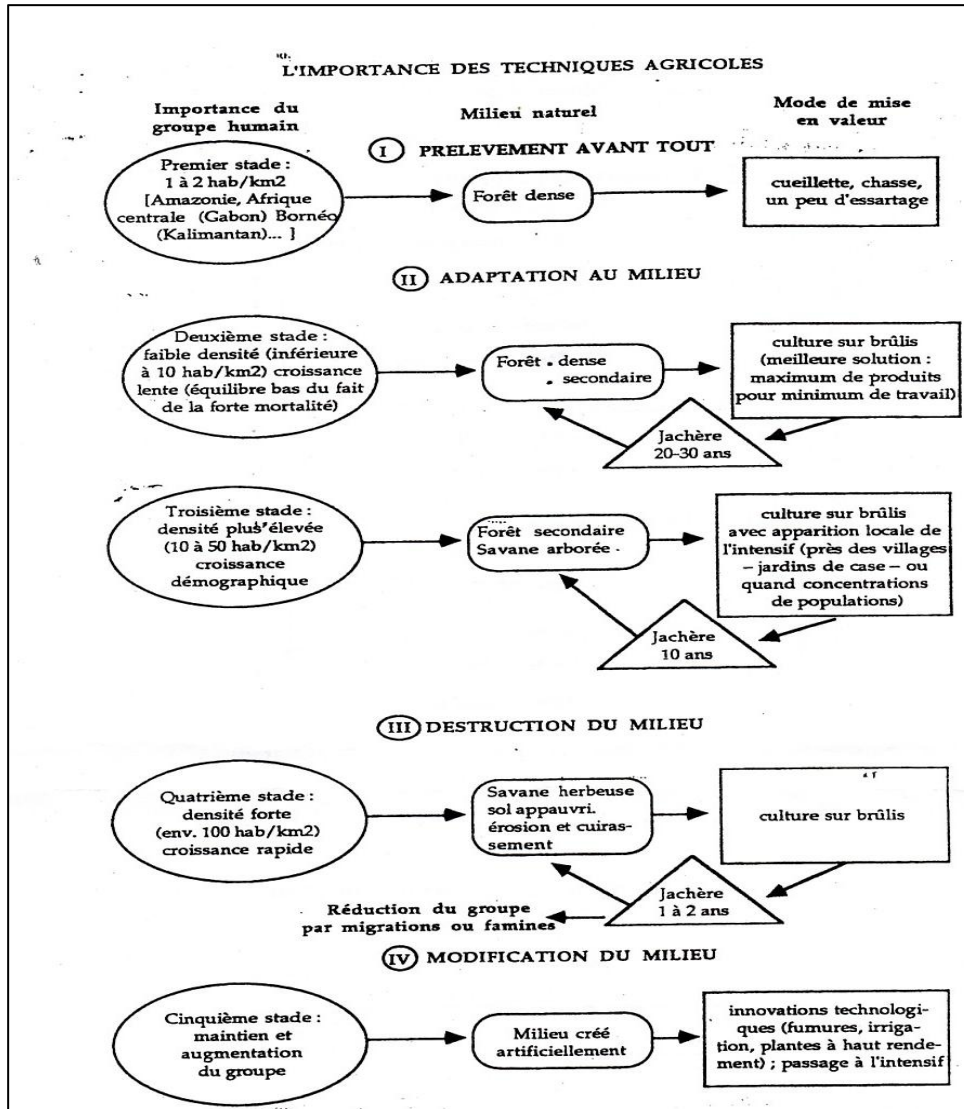 L'IMPORTANCE DES TECHNIQUES AGRICOLES
Importance du
groupe humain
Milieu naturel
Mode de mise
en valeur
I PRELEVEMENT AVANT TOUT
Premier stade :
1 à 2 hab/km2
[Amazonie, Afrique
centrale (Gabon) Bornéo
(Kalimantan)... ]
Forêt dense
cueillette, chasse,
un peu d'essartage
II ADAPTATION AU MILIEU
Deuxième stade :
faible densité (inférieure
à 10 hab/km2) croissance
lente (équilibre bas du fait
de la forte mortalité)
Forêt . dense
. secondaire
culture sur brûlis
(meilleure solution :
maximum de produits
pour minimum de travail)
Jachère
20-30 ans
Troisième stade :
densité plus élevée
(10 à 50 hab/km2)
croissance
démographique
Forêt secondaire
Savane arborée .
culture sur brûlis
avec apparition locale de
l'intensif (près des villages
– jardins de case – ou
quand concentrations
de populations)
Jachère
10 ans
III DESTRUCTION DU MILIEU
Quatrième stade :
densité forte
(env. 100 hab/km2)
croissance rapide
Savane herbeuse
sol appauvri.
érosion et cuiras-
sement
culture sur brûlis
Jachère
1 à 2 ans
Réduction du groupe
par migrations ou famines
IV MODIFICATION DU MILIEU
Cinquième stade :
maintien et
augmentation
du groupe
Milieu créé
artificiellement
innovations technologi-
ques (fumures, irriga-
tion, plantes à haut rende-
ment) ; passage à l'intensif